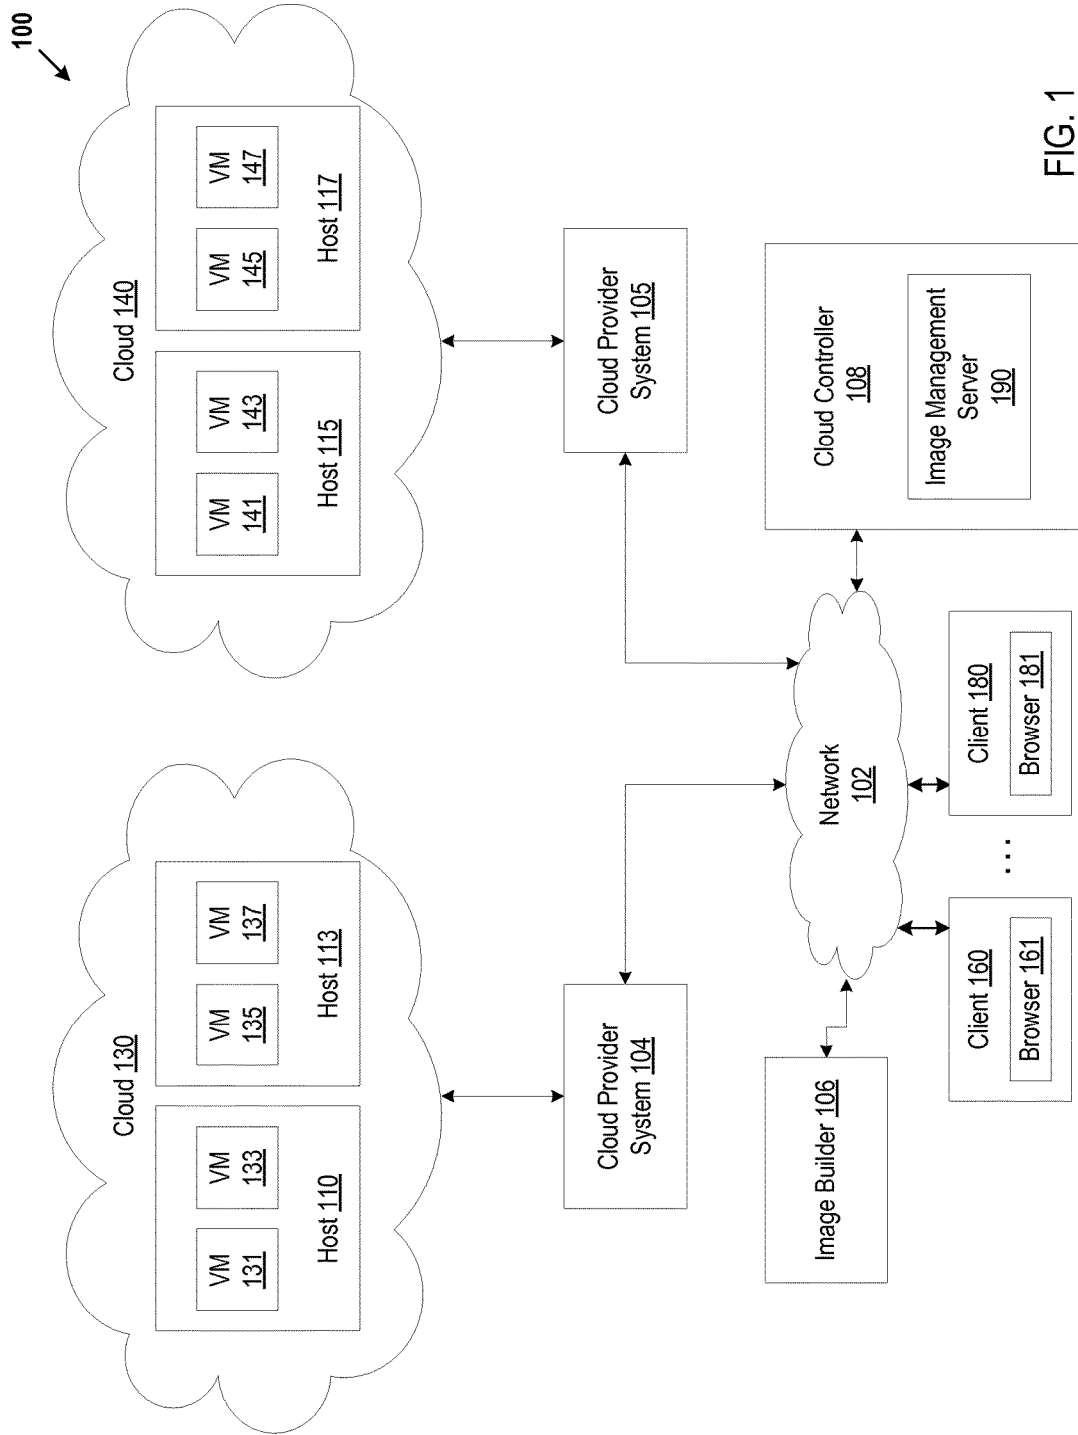 100
Cloud 130
VM
131
VM
133
Host 110
VM
135
VM
137
Host 113
Cloud 140
VM
141
VM
143
Host 115
VM
145
VM
147
Host 117
Cloud Provider
System 104
Cloud Provider
System 105
Image Builder 106
Network
102
Cloud Controller
108
Image Management
Server
190
Client 160
Browser 161
...
Client 180
Browser 181
FIG. 1